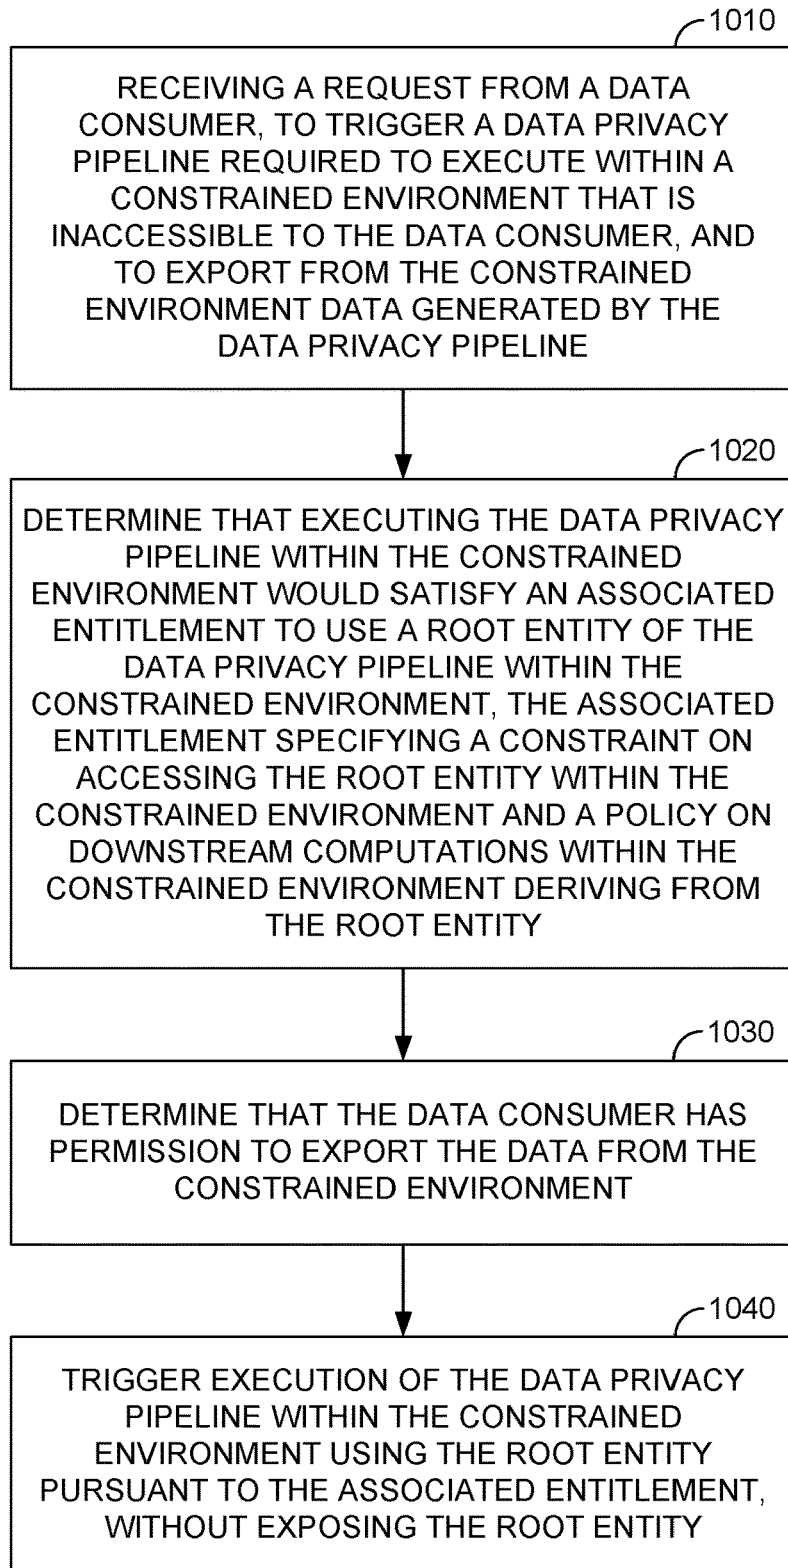 1010
RECEIVING A REQUEST FROM A DATA
CONSUMER, TO TRIGGER A DATA PRIVACY
PIPELINE REQUIRED TO EXECUTE WITHIN A
CONSTRAINED ENVIRONMENT THAT IS
INACCESSIBLE TO THE DATA CONSUMER, AND
TO EXPORT FROM THE CONSTRAINED
ENVIRONMENT DATA GENERATED BY THE
DATA PRIVACY PIPELINE
1020
DETERMINE THAT EXECUTING THE DATA PRIVACY
PIPELINE WITHIN THE CONSTRAINED
ENVIRONMENT WOULD SATISFY AN ASSOCIATED
ENTITLEMENT TO USE A ROOT ENTITY OF THE
DATA PRIVACY PIPELINE WITHIN THE
CONSTRAINED ENVIRONMENT, THE ASSOCIATED
ENTITLEMENT SPECIFYING A CONSTRAINT ON
ACCESSING THE ROOT ENTITY WITHIN THE
CONSTRAINED ENVIRONMENT AND A POLICY ON
DOWNSTREAM COMPUTATIONS WITHIN THE
CONSTRAINED ENVIRONMENT DERIVING FROM
THE ROOT ENTITY
1030
DETERMINE THAT THE DATA CONSUMER HAS
PERMISSION TO EXPORT THE DATA FROM THE
CONSTRAINED ENVIRONMENT
1040
TRIGGER EXECUTION OF THE DATA PRIVACY
PIPELINE WITHIN THE CONSTRAINED
ENVIRONMENT USING THE ROOT ENTITY
PURSUANT TO THE ASSOCIATED ENTITLEMENT,
WITHOUT EXPOSING THE ROOT ENTITY